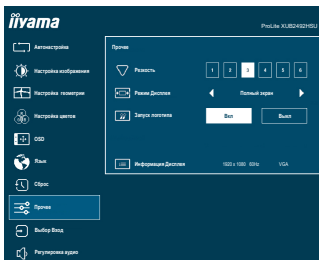 iiyama
ProLite XUB2492HSU
Автонастройка
Настройка изображения
Настройка геометрии
Настройка цветов
OSD
Язык
Сброс
Прочее
Выбор Вход
Регулировка аудио
Прочее
Резкость 1 2 3 4 5 6
Режим Дисплея Полный экран
Запуск логотипа Вкл Выкл
Информация Дисплея 1920 x 1080 60Hz VGA